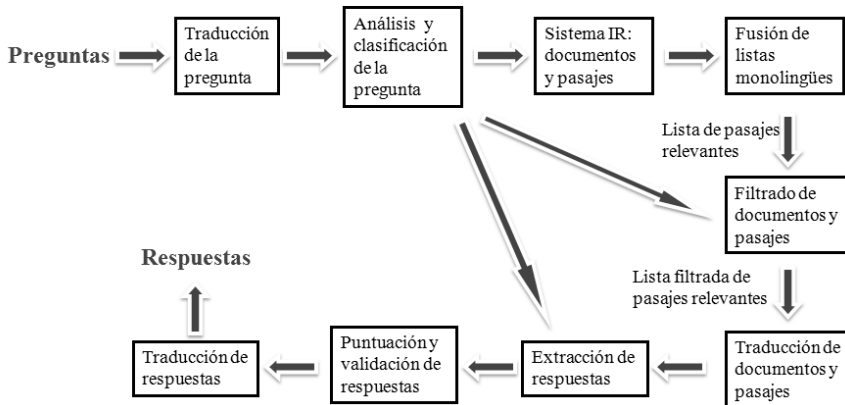 Preguntas
Traducción
de la
pregunta
Análisis y
clasificación
de la
pregunta
Sistema IR:
documentos
y pasajes
Fusión de
listas
monolingües
Lista de pasajes
relevantes
Filtrado de
documentos y
pasajes
Lista filtrada de
pasajes relevantes
Traducción de
documentos y
pasajes
Extracción de
respuestas
Puntuación y
validación de
respuestas
Traducción de
respuestas
Respuestas